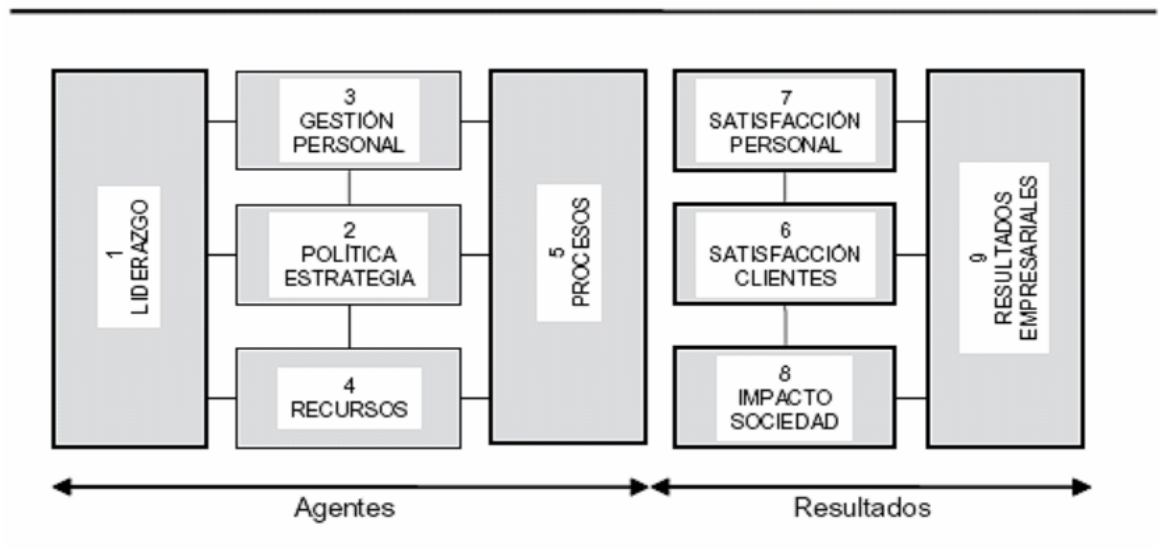 1
LIDERAZGO
3
GESTIÓN
PERSONAL
2
POLÍTICA
ESTRATEGIA
4
RECURSOS
5
PROCESOS
7
SATISFACCIÓN
PERSONAL
6
SATISFACCIÓN
CLIENTES
8
IMPACTO
SOCIEDAD
9
RESULTADOS
EMPRESARIALES
Agentes
Resultados